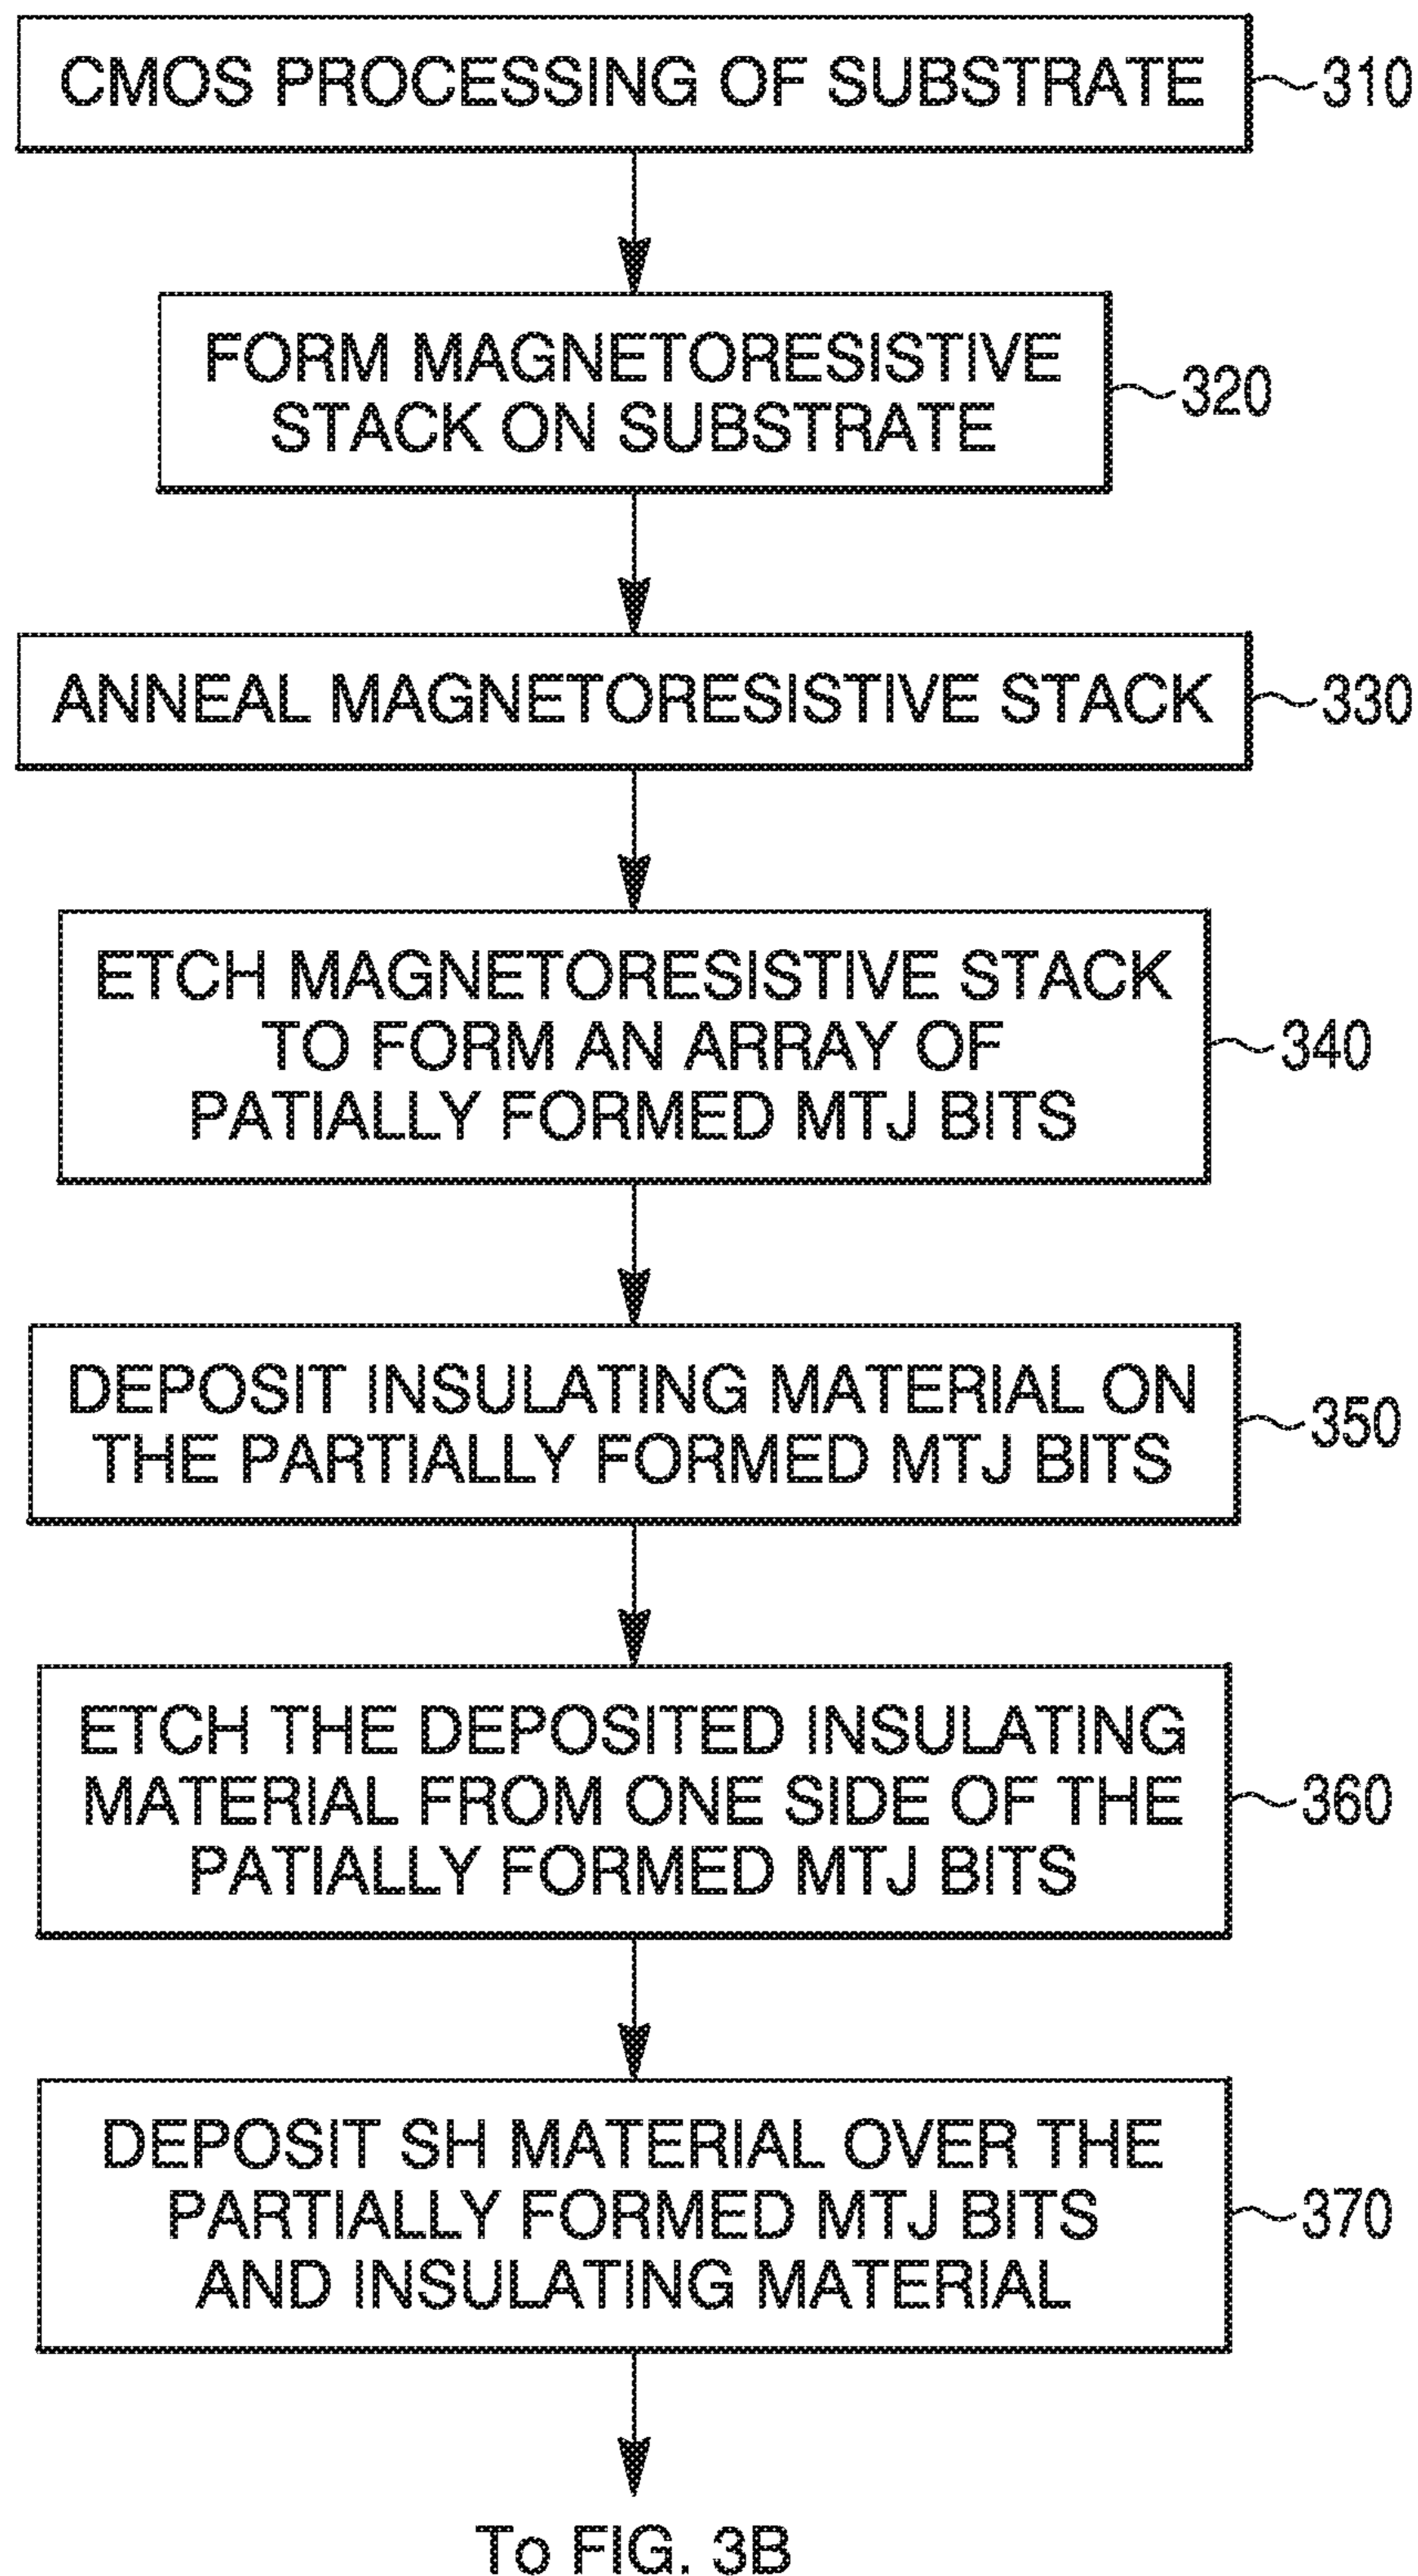 CMOS PROCESSING OF SUBSTRATE
310
FORM MAGNETORESISTIVE
STACK ON SUBSTRATE
320
ANNEAL MAGNETORESISTIVE STACK
330
ETCH MAGNETORESISTIVE STACK
TO FORM AN ARRAY OF
PATIALLY FORMED MTJ BITS
340
DEPOSIT INSULATING MATERIAL ON
THE PARTIALLY FORMED MTJ BITS
350
ETCH THE DEPOSITED INSULATING
MATERIAL FROM ONE SIDE OF THE
PATIALLY FORMED MTJ BITS
360
DEPOSIT SH MATERIAL OVER THE
PARTIALLY FORMED MTJ BITS
AND INSULATING MATERIAL
370
To FIG. 3B